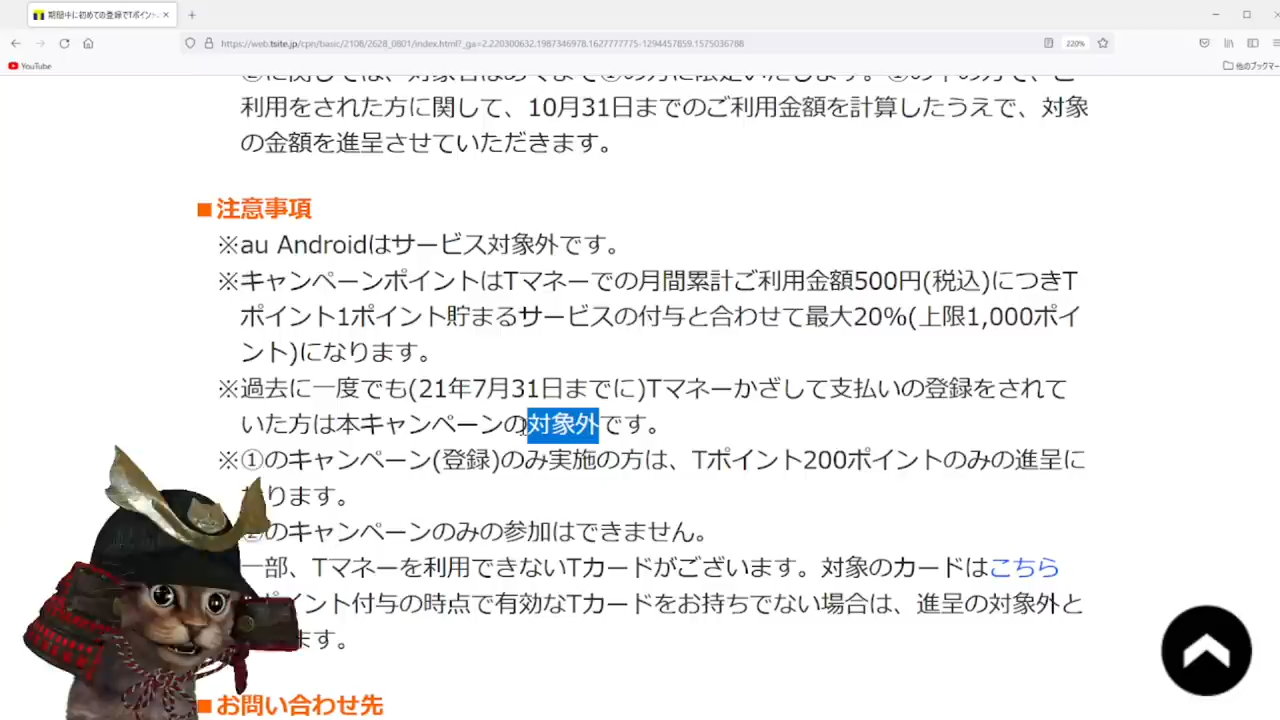 期間中に初めての登録でTポイント
https://web.tsite.jp/cpn/basic/2108/2628_0801/index.html?_ga=2.220300632.1987346978.1627777775-1294457859.1575036788
220%
YouTube
他のブックマー
利用をされた方に関して、10月31日までのご利用金額を計算したうえで、対象
の金額を進呈させていただきます。
■注意事項
※au Androidはサービス対象外です。
※キャンペーンポイントはTマネーでの月間累計ご利用金額500円(税込)につきT
ポイント1ポイント貯まるサービスの付与と合わせて最大20%(上限1,000ポイ
ント)になります。
※過去に一度でも(21年7月31日までに)Tマネーかざして支払いの登録をされて
いた方は本キャンペーンの対象外です。
※①のキャンペーン(登録)のみ実施の方は、Tポイント200ポイントのみの進呈に
なります。
②のキャンペーンのみの参加はできません。
一部、Tマネーを利用できないTカードがございます。対象のカードはこちら
ポイント付与の時点で有効なTカードをお持ちでない場合は、進呈の対象外と
ます。
■お問い合わせ先